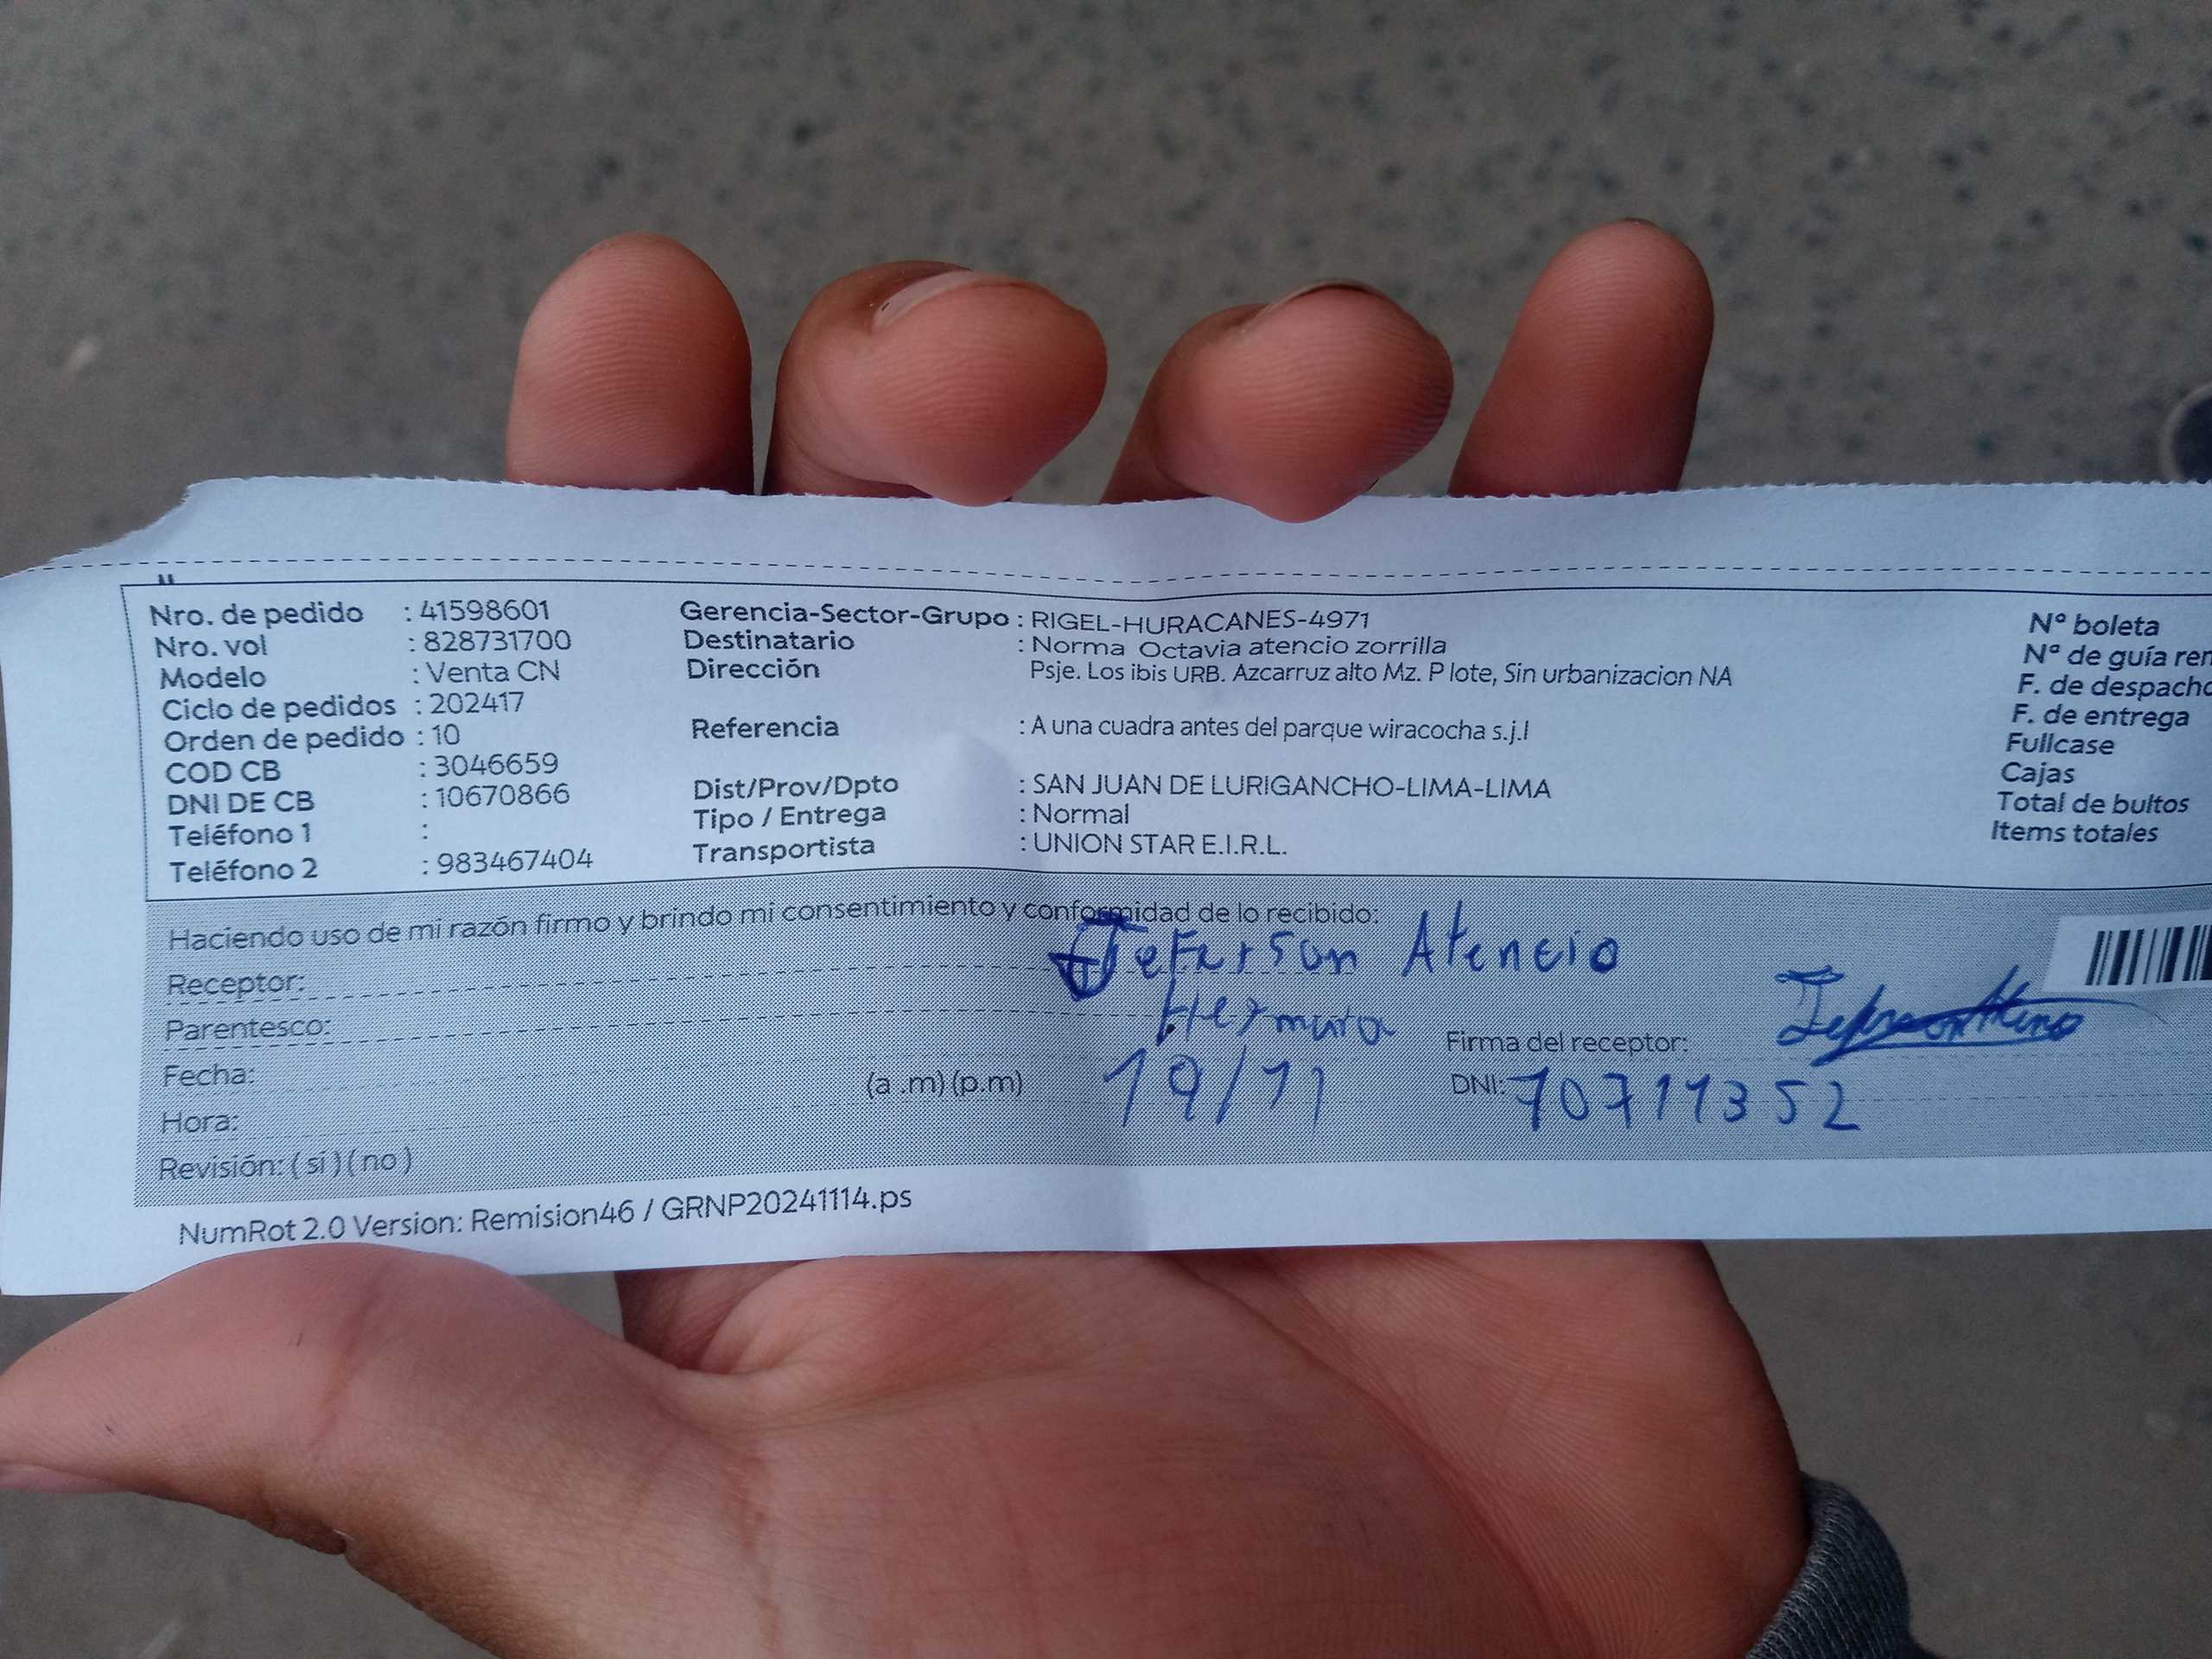 Nro. de pedido : 41598601 Gerencia-Sector-Grupo : RIGEL-HURACANES-4971 N° boleta
Nro. vol : 828731700 Destinatario : Norma Octavia atencio zorrilla Nª de guía rem
Modelo : Venta CN Dirección Psje. Los ibis URB. Azcarruz alto Mz. P lote, Sin urbanizacion NA F. de despacho
Ciclo de pedidos : 202417 F. de entrega
Orden de pedido : 10 Referencia : A una cuadra antes del parque wiracocha s.j.l Fullcase
COD CB : 3046659 Cajas
DNI DE CB : 10670866 Dist/Prov/Dpto : SAN JUAN DE LURIGANCHO-LIMA-LIMA Total de bultos
Teléfono 1 : Tipo / Entrega : Normal Items totales
Teléfono 2 : 983467404 Transportista : UNION STAR E.I.R.L.
Haciendo uso de mi razón firmo y brindo mi consentimiento y conformidad de lo recibido:
Receptor: Jeferson Atencio
Parentesco: Firma del receptor: Jeferson Atencio
Fecha: (a .m) (p.m) 19/11 DNI: 70711352
Hora:
Revisión: ( si ) ( no )
NumRot 2.0 Version: Remision46 / GRNP20241114.ps